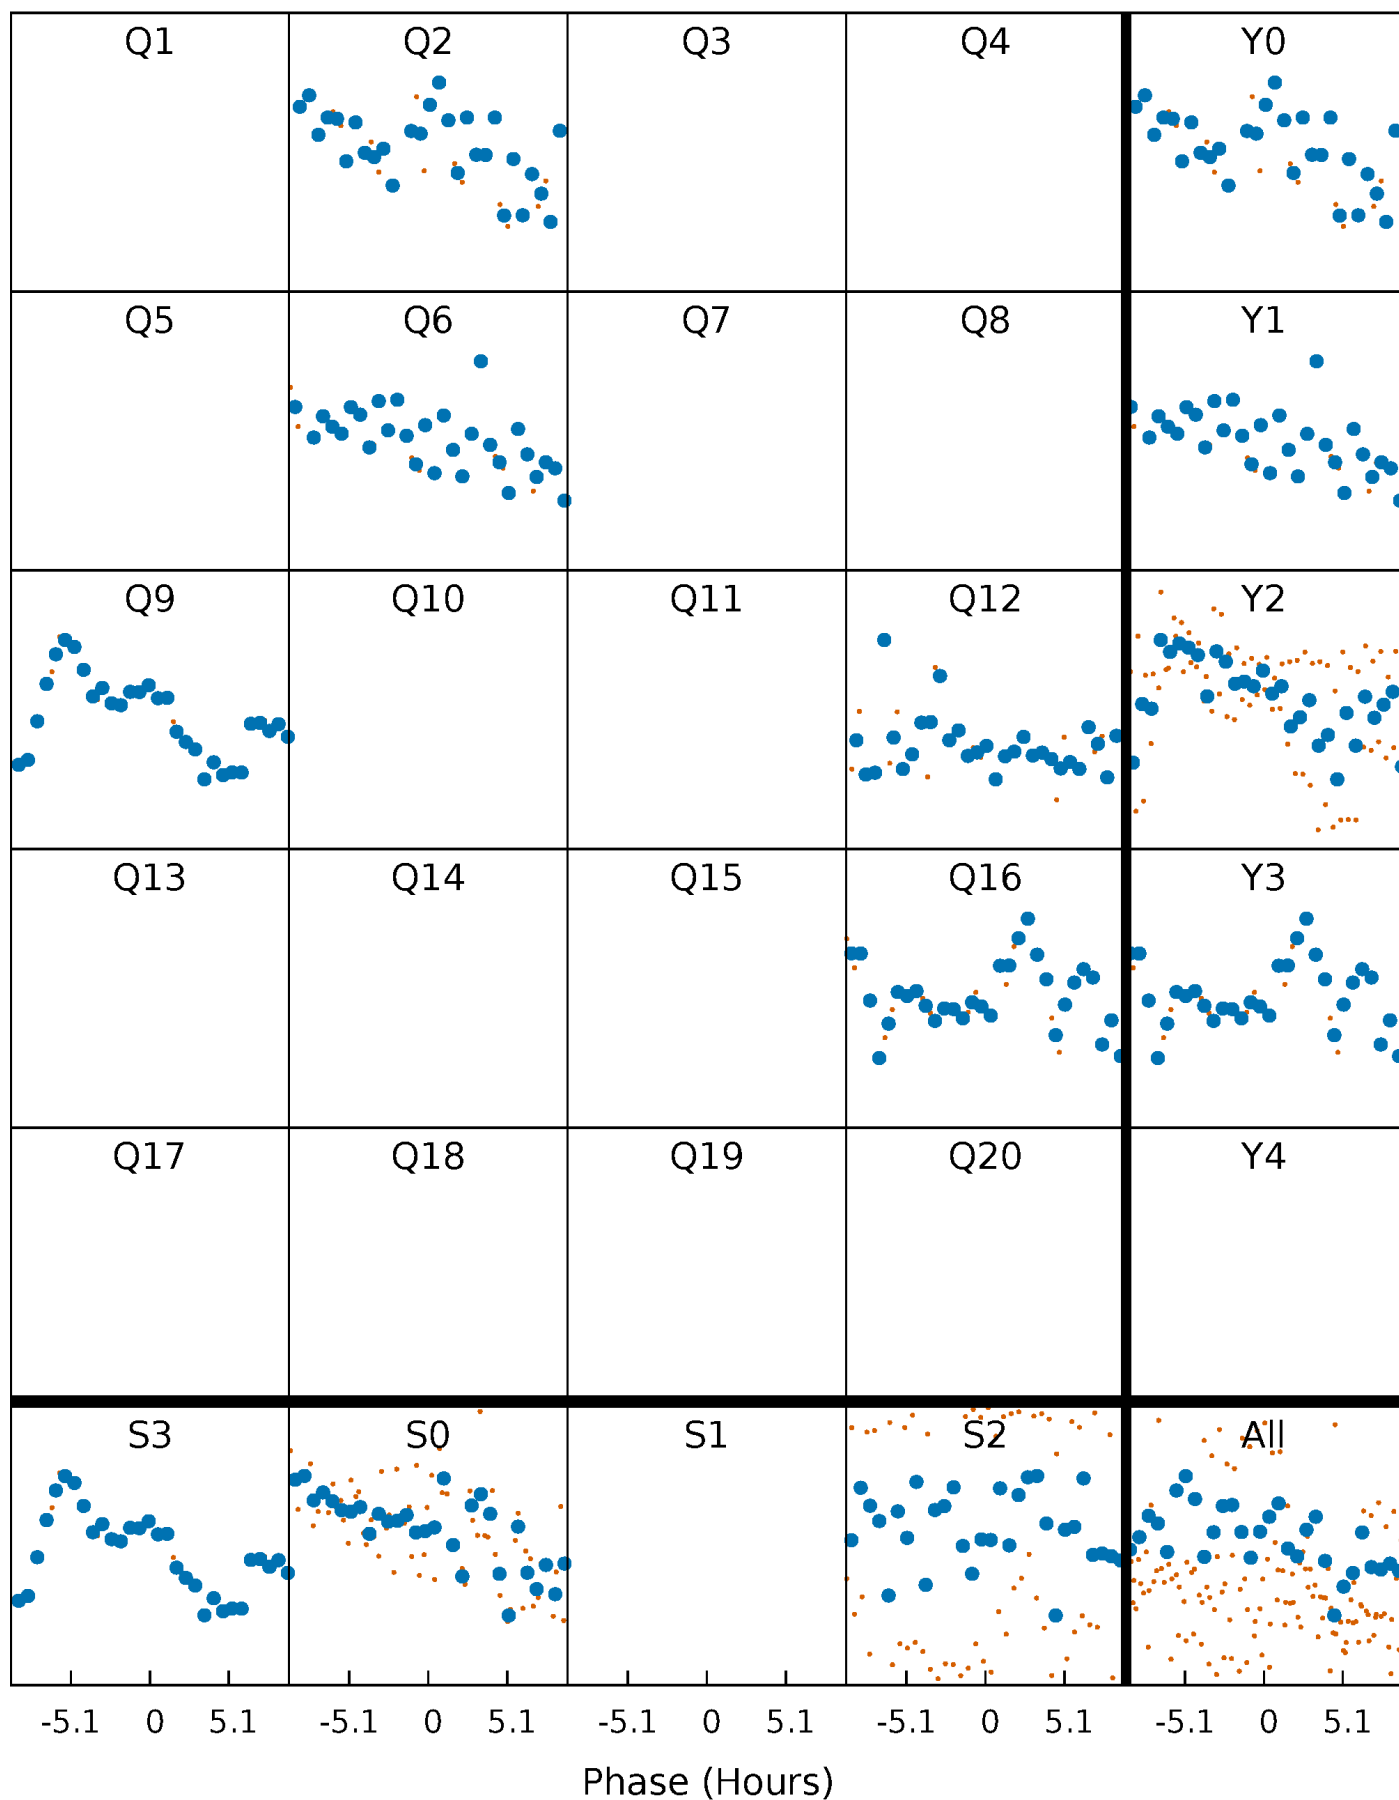 Q1 Q2 Q3 Q4 Y0
Q5 Q6 Q7 Q8 Y1
Q9 Q10 Q11 Q12 Y2
Q13 Q14 Q15 Q16 Y3
Q17 Q18 Q19 Q20 Y4
S3 S0 S1 S2 All
-5.1 0 5.1 -5.1 0 5.1 -5.1 0 5.1 -5.1 0 5.1 -5.1 0 5.1
Phase (Hours)